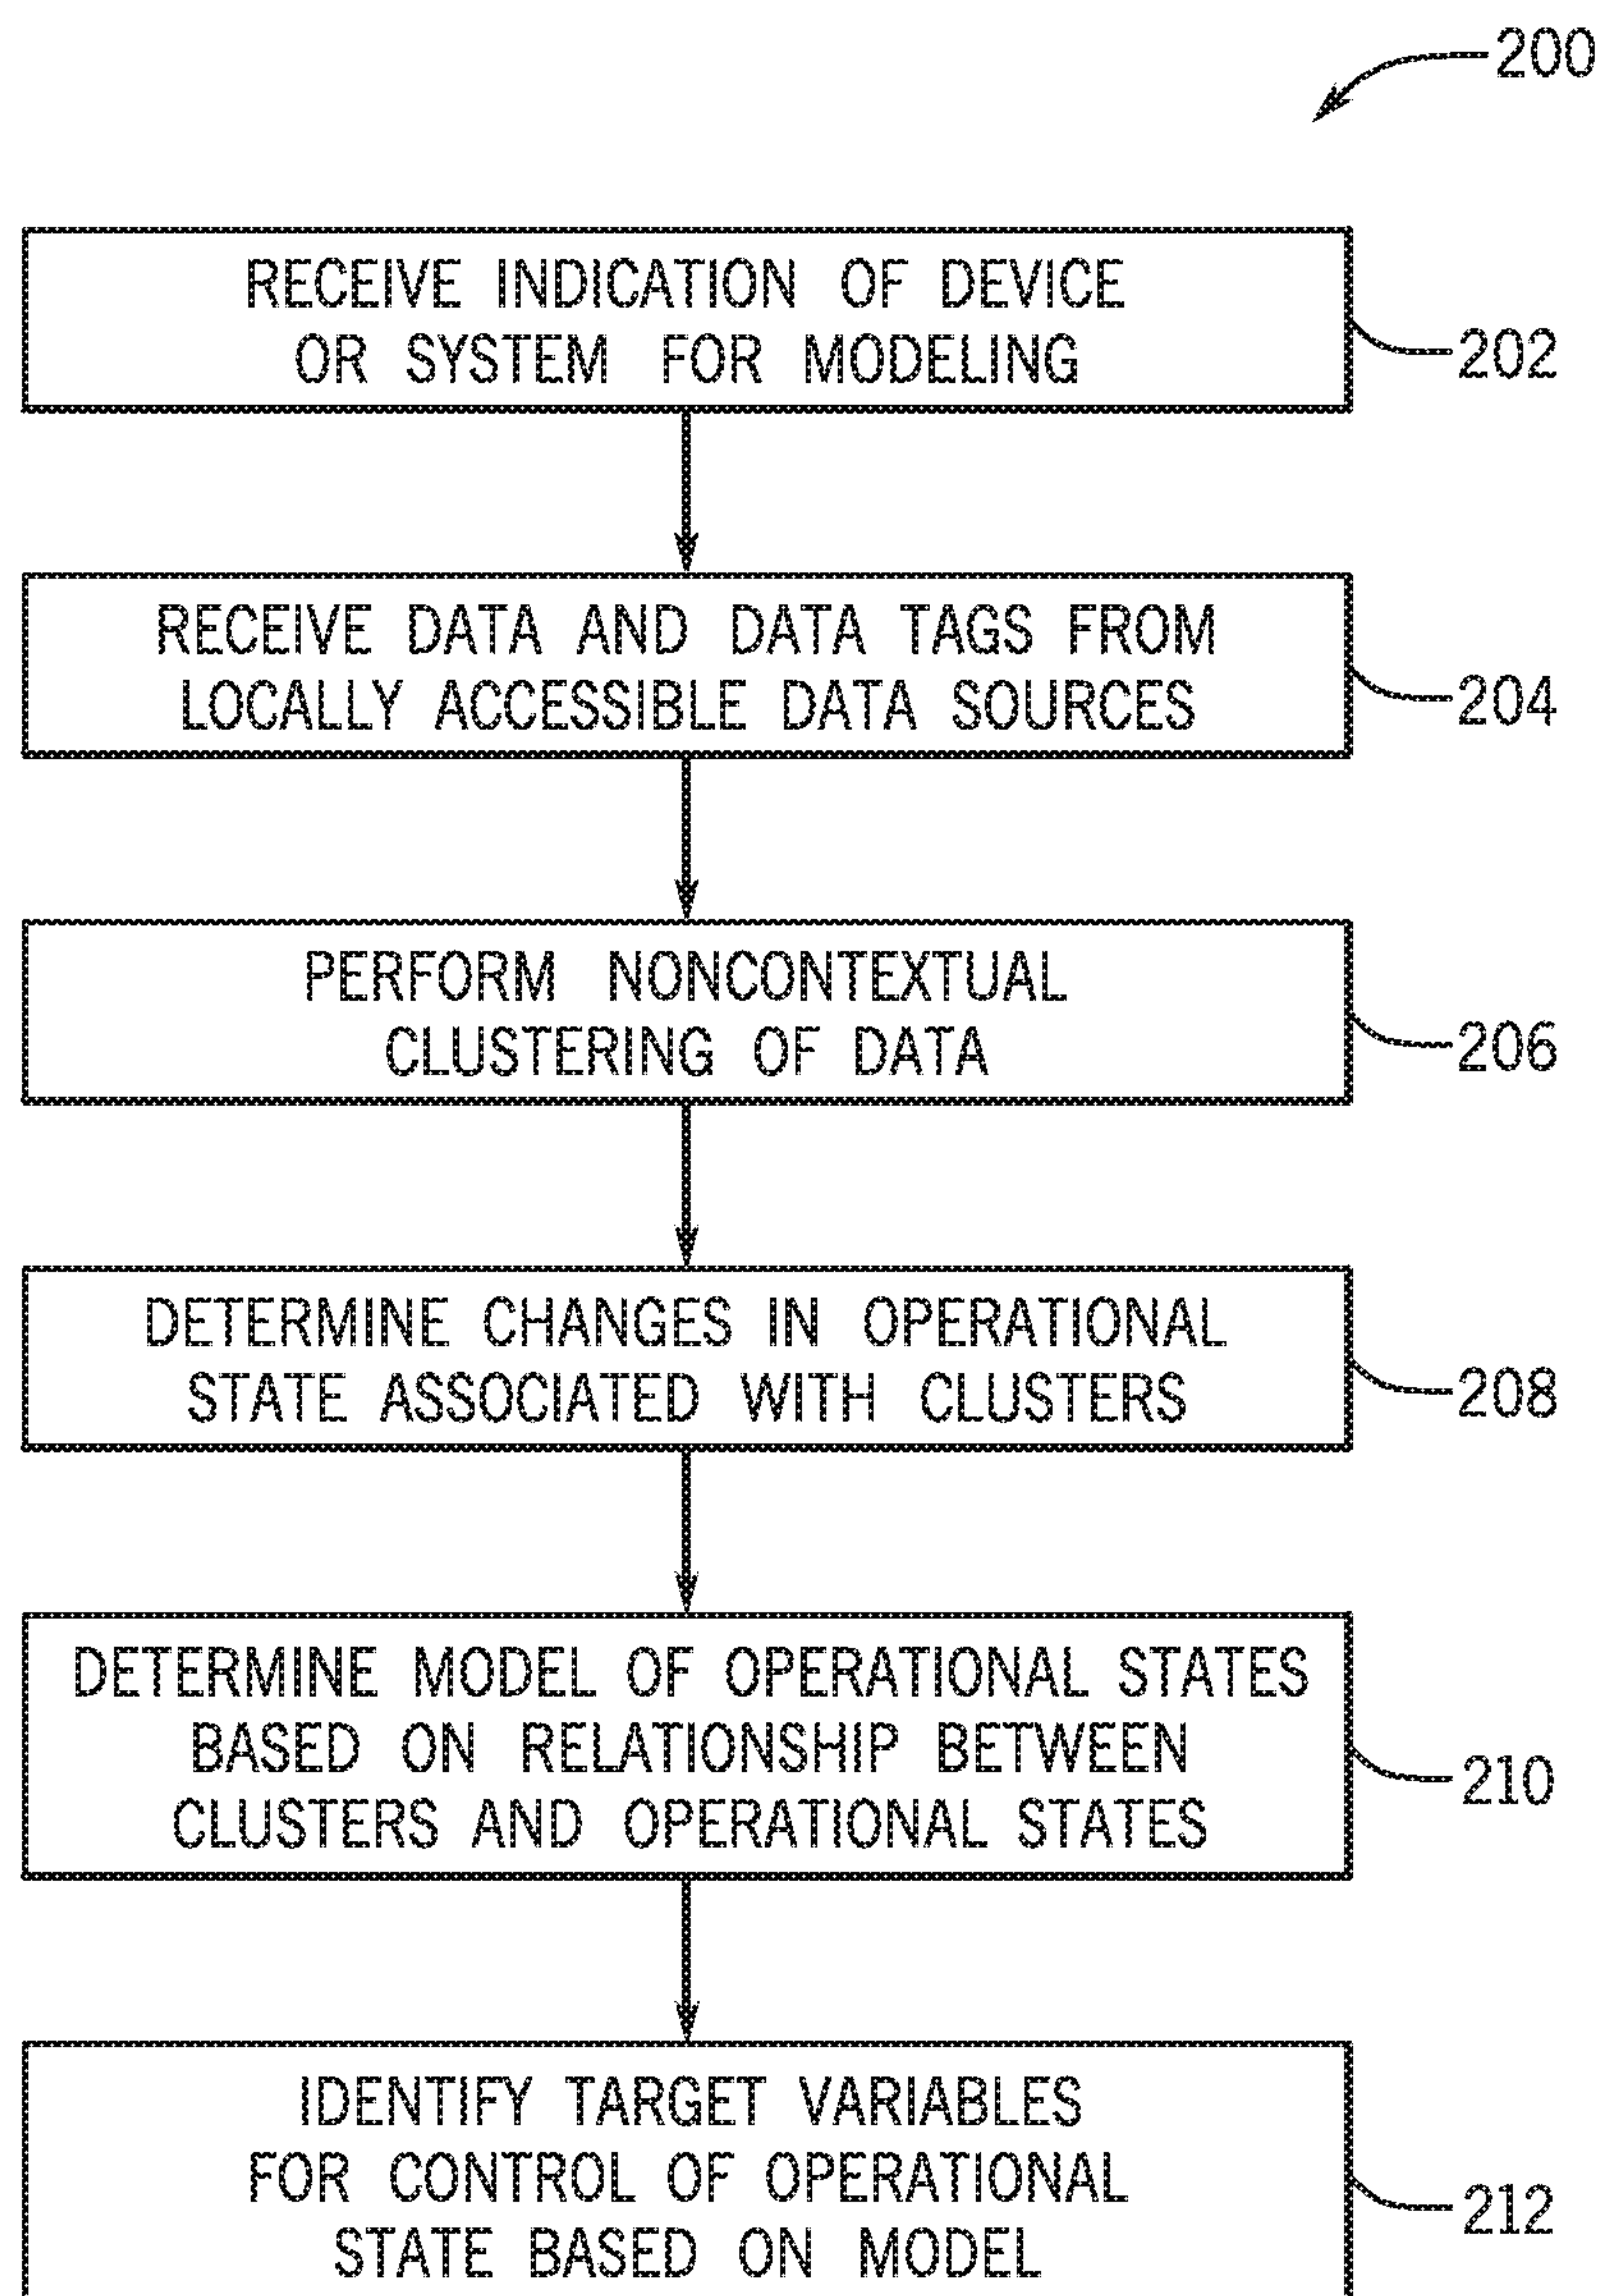 200
RECEIVE INDICATION OF DEVICE
OR SYSTEM FOR MODELING
202
RECEIVE DATA AND DATA TAGS FROM
LOCALLY ACCESSIBLE DATA SOURCES
204
PERFORM NONCONTEXTUAL
CLUSTERING OF DATA
206
DETERMINE CHANGES IN OPERATIONAL
STATE ASSOCIATED WITH CLUSTERS
208
DETERMINE MODEL OF OPERATIONAL STATES
BASED ON RELATIONSHIP BETWEEN
CLUSTERS AND OPERATIONAL STATES
210
IDENTIFY TARGET VARIABLES
FOR CONTROL OF OPERATIONAL
STATE BASED ON MODEL
212